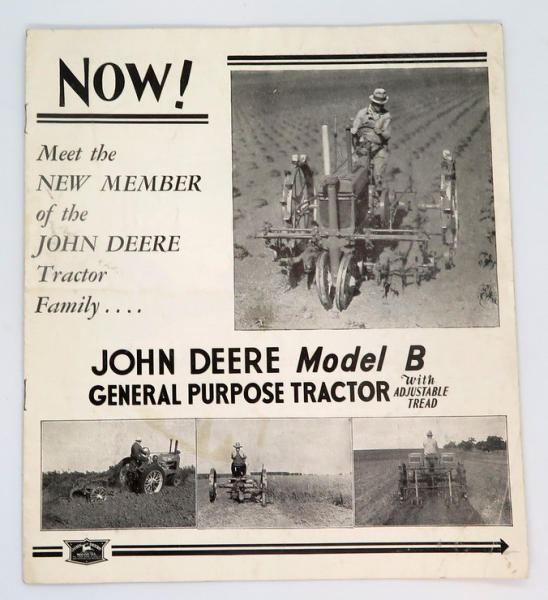 NOW!
Meet the
NEW MEMBER
of the
JOHN DEERE
Tractor
Family....
JOHN DEERE Model B
GENERAL PURPOSE TRACTOR with ADJUSTABLE TREAD